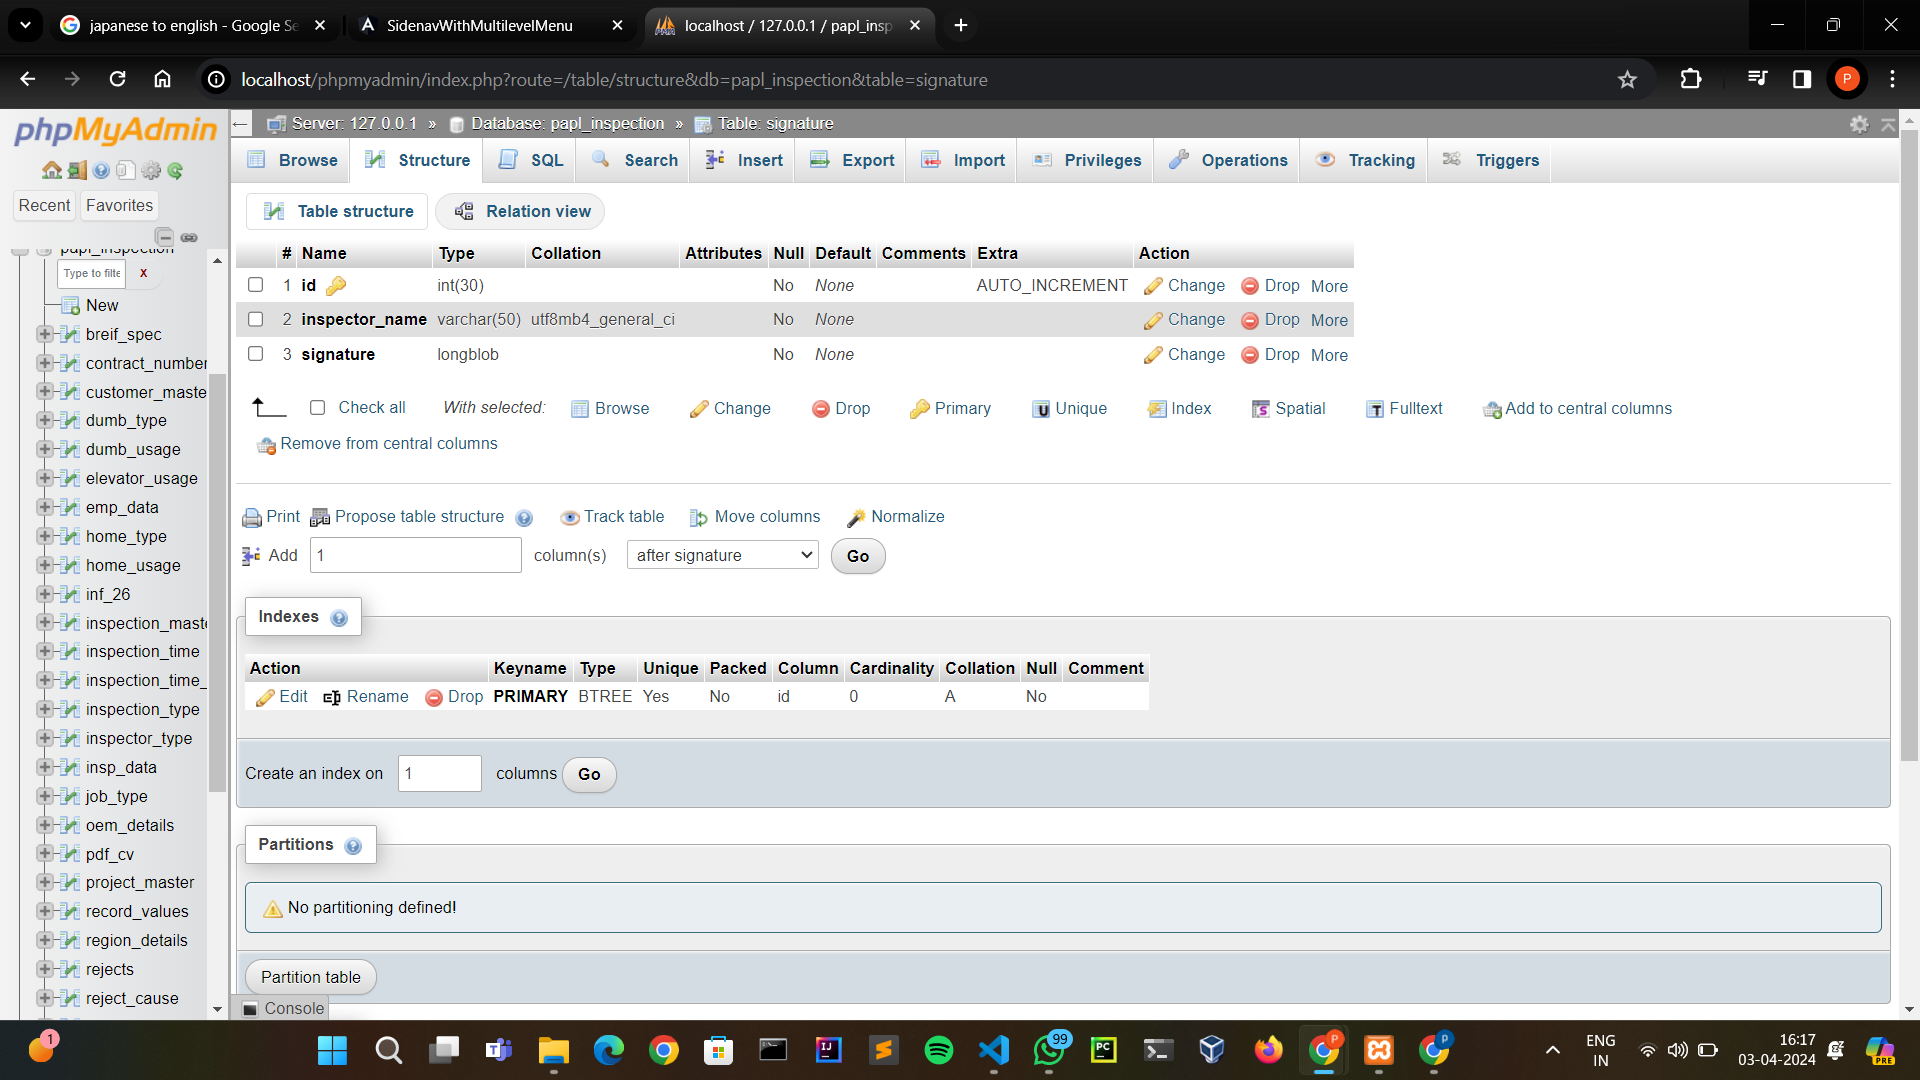 japanese to english - Google Se
SidenavWithMultilevelMenu
localhost / 127.0.0.1 / papl_insp
localhost/phpmyadmin/index.php?route=/table/structure&db=papl_inspection&table=signature
P
phpMyAdmin
Recent Favorites
papl_inspection
Type to filte X
New
breif_spec
contract_number
customer_maste
dumb_type
dumb_usage
elevator_usage
emp_data
home_type
home_usage
inf_26
inspection_maste
inspection_time
inspection_time_
inspection_type
inspector_type
insp_data
job_type
oem_details
pdf_cv
project_master
record_values
region_details
rejects
reject_cause
Server: 127.0.0.1 » Database: papl_inspection » Table: signature
Browse Structure SQL Search Insert Export Import Privileges Operations Tracking Triggers
Table structure Relation view
# Name Type Collation Attributes Null Default Comments Extra Action
1 id int(30) No None AUTO_INCREMENT Change Drop More
2 inspector_name varchar(50) utf8mb4_general_ci No None Change Drop More
3 signature longblob No None Change Drop More
Check all With selected: Browse Change Drop Primary U Unique Index S Spatial T Fulltext Add to central columns
Remove from central columns
Print Propose table structure Track table Move columns Normalize
Add 1 column(s) after signature Go
Indexes
Action Keyname Type Unique Packed Column Cardinality Collation Null Comment
Edit Rename Drop PRIMARY BTREE Yes No id 0 A No
Create an index on 1 columns Go
Partitions
No partitioning defined!
Partition table
Console
1
99
P
P
ENG
IN
16:17
03-04-2024
PRE